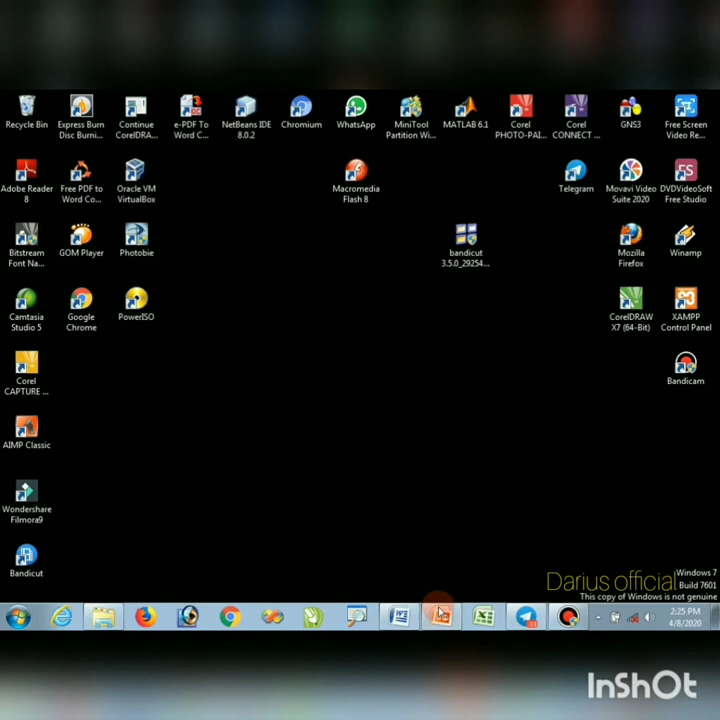 Recycle Bin
Express Burn
Disc Burni...
Continue
CorelDRA...
e-PDF To
Word C...
NetBeans IDE
8.0.2
Chromium
WhatsApp
MiniTool
Partition Wi...
MATLAB 6.1
Corel
PHOTO-PAI...
Corel
CONNECT ...
GNS3
Free Screen
Video Re...
Adobe Reader
8
Free PDF to
Word Co...
Oracle VM
VirtualBox
Macromedia
Flash 8
Telegram
Movavi Video
Suite 2020
DVDVideoSoft
Free Studio
Bitstream
Font Na...
GOM Player
Photobie
bandicut
3.5.0_29254...
Mozilla
Firefox
Winamp
Camtasia
Studio 5
Google
Chrome
PowerISO
CorelDRAW
X7 (64-Bit)
XAMPP
Control Panel
Corel
CAPTURE ...
Bandicam
AIMP Classic
Wondershare
Filmora9
Bandicut
Darius official
Windows 7
Build 7601
This copy of Windows is not genuine
2:25 PM
4/8/2020
InShOt